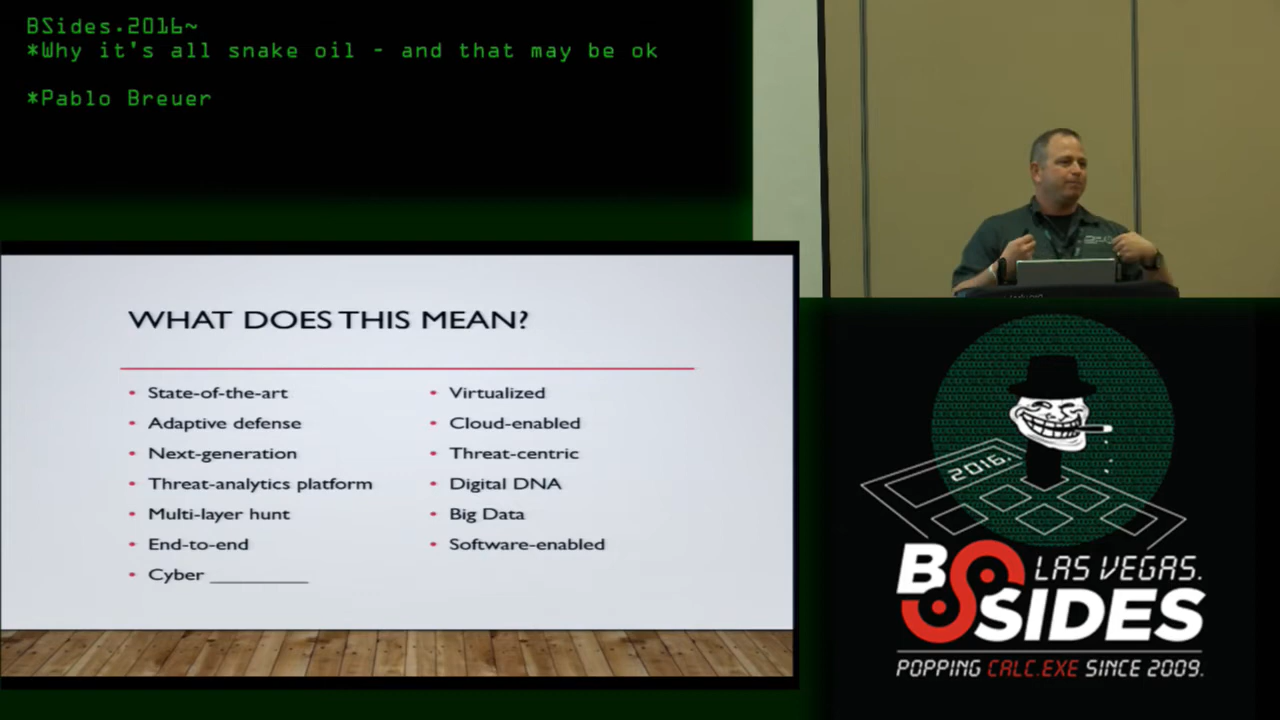 BSides.2016~
*Why it's all snake oil - and that may be ok
*Pablo Breuer
WHAT DOES THIS MEAN?
• State-of-the-art
• Adaptive defense
• Next-generation
• Threat-analytics platform
• Multi-layer hunt
• End-to-end
• Cyber __________
• Virtualized
• Cloud-enabled
• Threat-centric
• Digital DNA
• Big Data
• Software-enabled
2016.
BSIDES
LAS VEGAS.
POPPING CALC.EXE SINCE 2009.